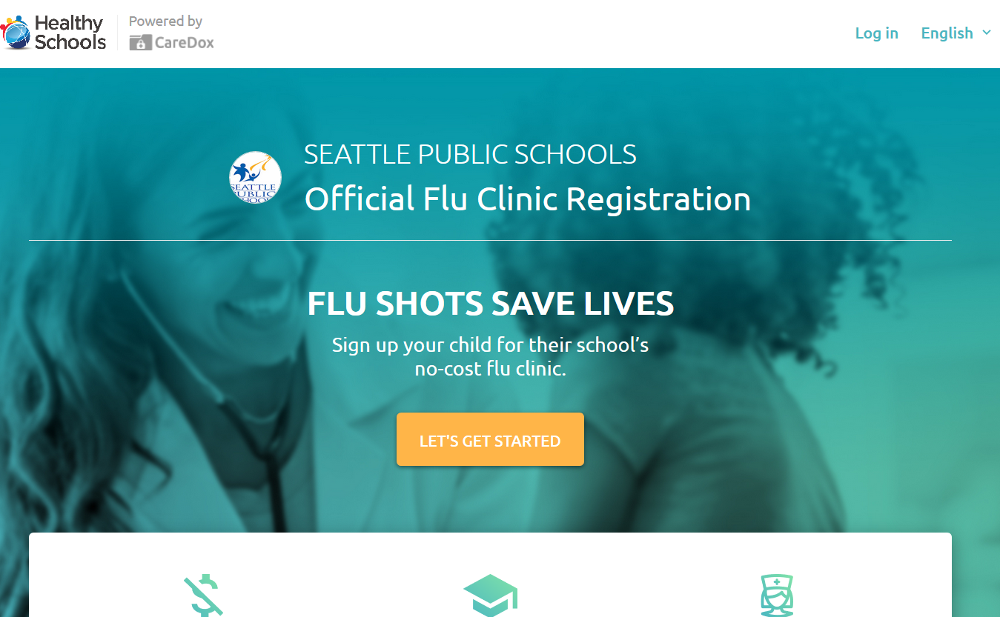 Healthy
Schools
Powered by
CareDox
Log in
English
SEATTLE PUBLIC SCHOOLS
SEATTLE
PUBLIC
SCHOOLS
Official Flu Clinic Registration
FLU SHOTS SAVE LIVES
Sign up your child for their school’s
no-cost flu clinic.
LET'S GET STARTED